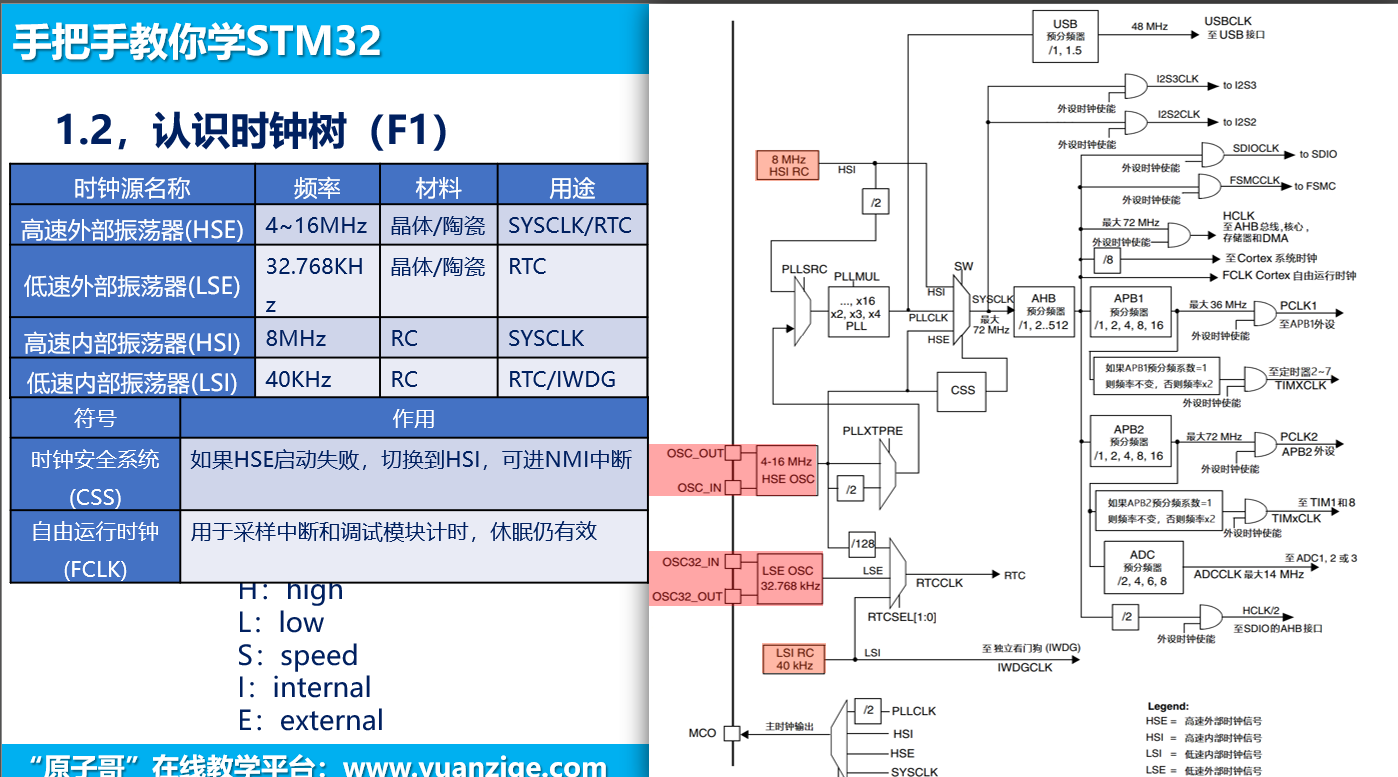 手把手教你学STM32
1.2，认识时钟树（F1）
时钟源名称 频率 材料 用途
高速外部振荡器(HSE) 4~16MHz 晶体/陶瓷 SYSCLK/RTC
低速外部振荡器(LSE) 32.768KH 晶体/陶瓷 RTC
z
高速内部振荡器(HSI) 8MHz RC SYSCLK
低速内部振荡器(LSI) 40KHz RC RTC/IWDG
符号 作用
时钟安全系统 如果HSE启动失败，切换到HSI，可进NMI中断
(CSS)
自由运行时钟 用于采样中断和调试模块计时，休眠仍有效
(FCLK)
H：high
L：low
S：speed
I：internal
E：external
“原子哥”在线教学平台：www.yuanzige.com
USB
预分频器
/1, 1.5
48 MHz
USBCLK
至 USB 接口
I2S3CLK
to I2S3
外设时钟使能
I2S2CLK
to I2S2
外设时钟使能
SDIOCLK
to SDIO
外设时钟使能
FSMCCLK
to FSMC
外设时钟使能
8 MHz
HSI RC
HSI
/2
最大 72 MHz
外设时钟使能
HCLK
至 AHB 总线, 核心,
存储器和DMA
/8
至 Cortex 系统时钟
FCLK Cortex 自由运行时钟
PLLSRC
PLLMUL
..., x16
x2, x3, x4
PLL
SW
HSI
PLLCLK
HSE
SYSCLK
最大
72 MHz
AHB
预分频器
/1, 2..512
APB1
预分频器
/1, 2, 4, 8, 16
最大 36 MHz
PCLK1
至APB1外设
外设时钟使能
如果APB1预分频系数=1
则频率不变，否则频率x2
至定时器2~7
TIMXCLK
外设时钟使能
CSS
PLLXTPRE
OSC_OUT
OSC_IN
4-16 MHz
HSE OSC
/2
APB2
预分频器
/1, 2, 4, 8, 16
最大72 MHz
PCLK2
APB2 外设
外设时钟使能
如果APB2预分频系数=1
则频率不变，否则频率x2
至 TIM1和 8
TIMxCLK
外设时钟使能
/128
OSC32_IN
OSC32_OUT
LSE OSC
32.768 kHz
LSE
RTCCLK
RTC
RTCSEL[1:0]
ADC
预分频器
/2, 4, 6, 8
至 ADC1, 2 或 3
ADCCLK 最大14 MHz
/2
HCLK/2
至SDIO的AHB接口
外设时钟使能
LSI RC
40 kHz
LSI
至 独立看门狗 (IWDG)
IWDGCLK
MCO
主时钟输出
/2
PLLCLK
HSI
HSE
SYSCLK
Legend:
HSE = 高速外部时钟信号
HSI = 高速内部时钟信号
LSI = 低速内部时钟信号
LSE = 低速外部时钟信号